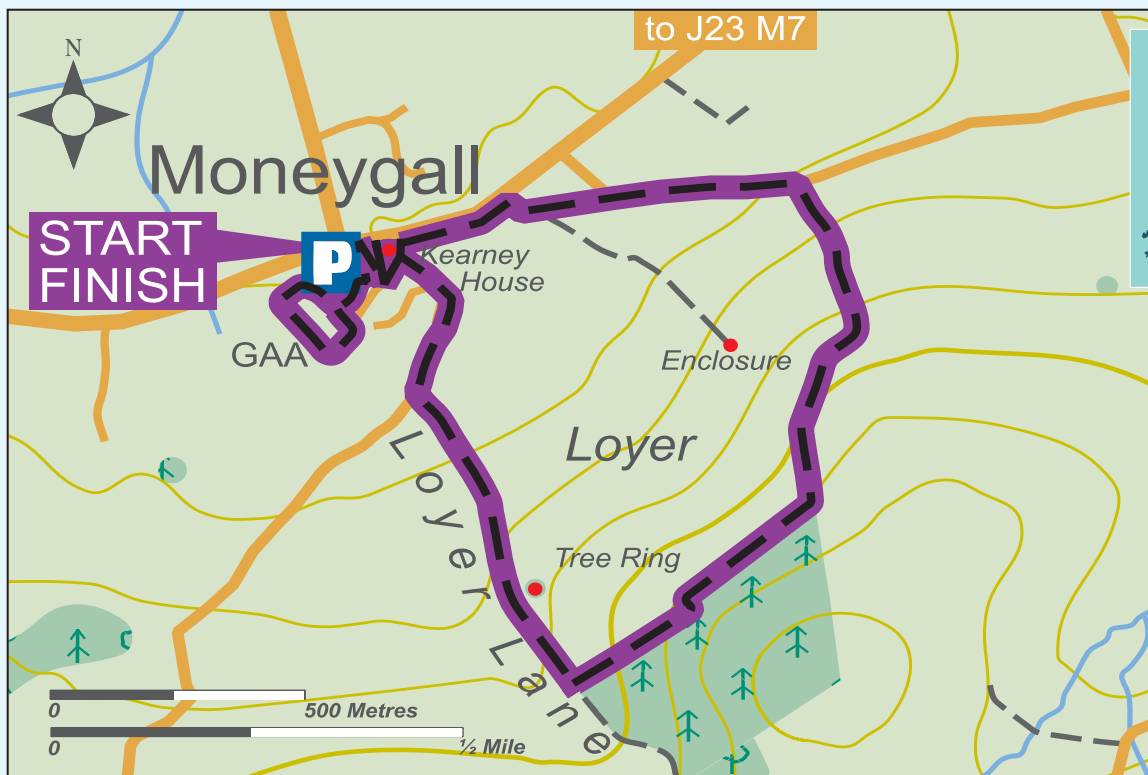 to J23 M7
N
Moneygall
START
FINISH
P
Kearney
House
GAA
Enclosure
Loyer
Loyer Lane
Tree Ring
0
500 Metres
0
½ Mile